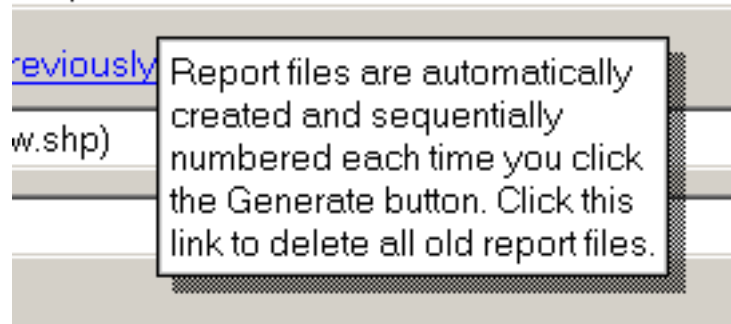 reviously
Report files are automatically
created and sequentially
w.shp)
numbered each time you click
the Generate button. Click this
link to delete all old report files.